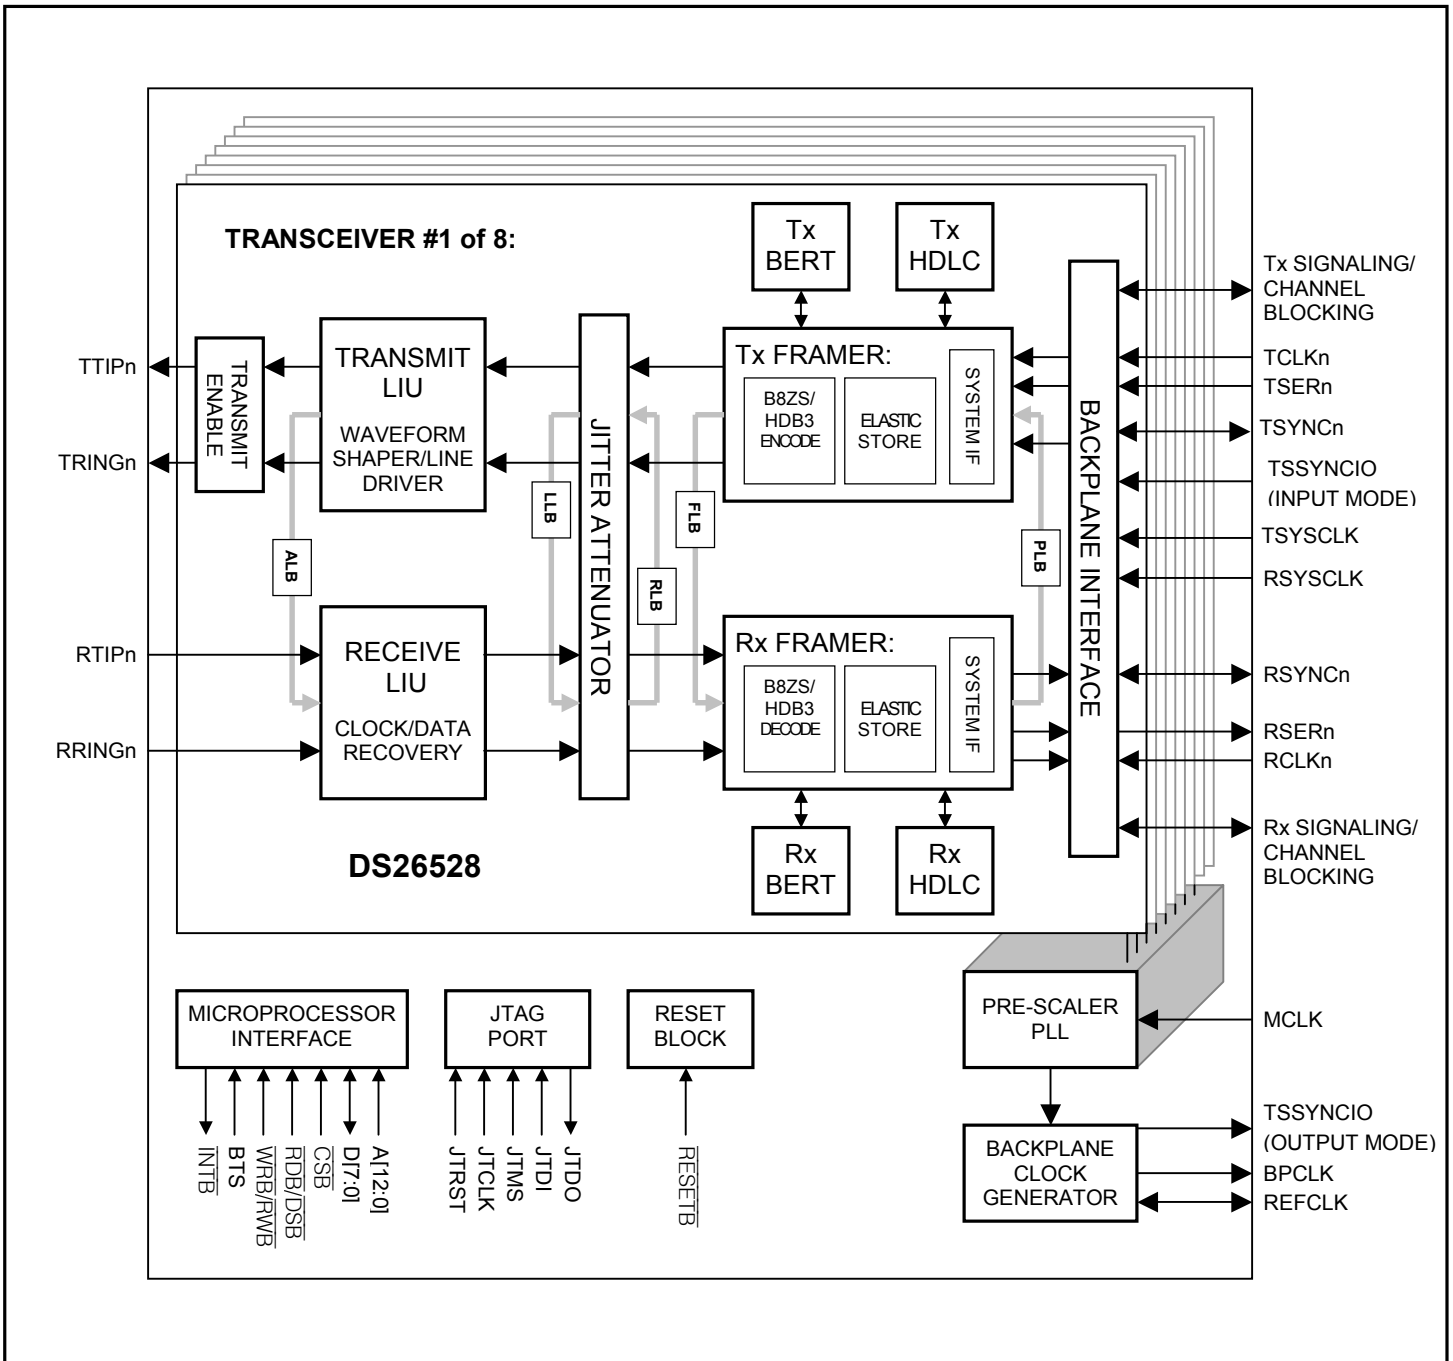 TRANSCEIVER #1 of 8:
Tx
BERT
Tx
HDLC
Tx SIGNALING/
CHANNEL
BLOCKING
TTIPn
TRINGn
TRANSMIT
ENABLE
TRANSMIT
LIU
WAVEFORM
SHAPER/LINE
DRIVER
JITTER ATTENUATOR
Tx FRAMER:
B8ZS/
HDB3
ENCODE
ELASTIC
STORE
SYSTEM IF
BACKPLANE INTERFACE
TCLKn
TSERn
TSYNCn
TSSYNCIO
(INPUT MODE)
TSYSCLK
RSYSCLK
ALB
LLB
RLB
FLB
PLB
RTIPn
RRINGn
RECEIVE
LIU
CLOCK/DATA
RECOVERY
Rx FRAMER:
B8ZS/
HDB3
DECODE
ELASTIC
STORE
SYSTEM IF
RSYNCn
RSERn
RCLKn
Rx SIGNALING/
CHANNEL
BLOCKING
DS26528
Rx
BERT
Rx
HDLC
MICROPROCESSOR
INTERFACE
JTAG
PORT
RESET
BLOCK
PRE-SCALER
PLL
MCLK
INTB
BTS
WRB/RWB
RDB/DSB
CSB
D[7:0]
A[12:0]
JTRST
JTCLK
JTMS
JTDI
JTDO
RESETB
BACKPLANE
CLOCK
GENERATOR
TSSYNCIO
(OUTPUT MODE)
BPCLK
REFCLK